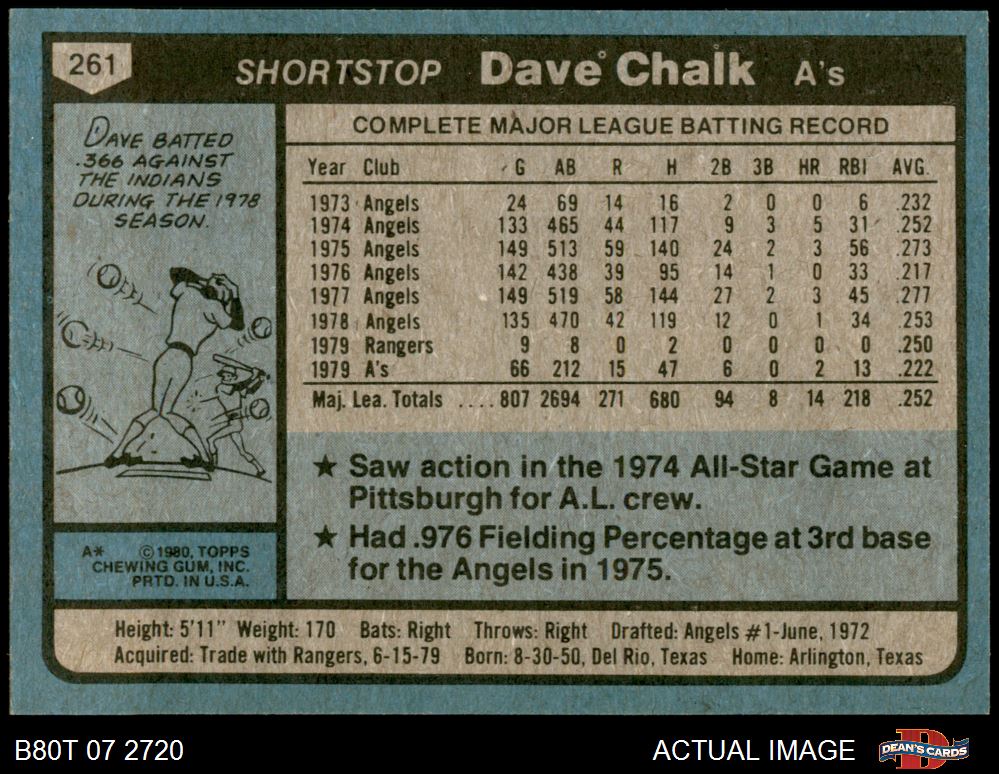 261
SHORTSTOP Dave Chalk A's
DAVE BATTED
.366 AGAINST
THE INDIANS
DURING THE 1978
SEASON.
COMPLETE MAJOR LEAGUE BATTING RECORD
Year Club G AB R H 2B 3B HR RBI AVG.
1973 Angels 24 69 14 16 2 0 0 6 .232
1974 Angels 133 465 44 117 9 3 5 31 .252
1975 Angels 149 513 59 140 24 2 3 56 .273
1976 Angels 142 438 39 95 14 1 0 33 .217
1977 Angels 149 519 58 144 27 2 3 45 .277
1978 Angels 135 470 42 119 12 0 1 34 .253
1979 Rangers 9 8 0 2 0 0 0 0 .250
1979 A's 66 212 15 47 6 0 2 13 .222
Maj. Lea. Totals .... 807 2694 271 680 94 8 14 218 .252
★ Saw action in the 1974 All-Star Game at
Pittsburgh for A.L. crew.
★ Had .976 Fielding Percentage at 3rd base
for the Angels in 1975.
A* © 1980, TOPPS
CHEWING GUM, INC.
PRTD. IN U.S.A.
Height: 5'11" Weight: 170 Bats: Right Throws: Right Drafted: Angels #1-June, 1972
Acquired: Trade with Rangers, 6-15-79 Born: 8-30-50, Del Rio, Texas Home: Arlington, Texas
B80T 07 2720 ACTUAL IMAGE DEAN'S CARDS